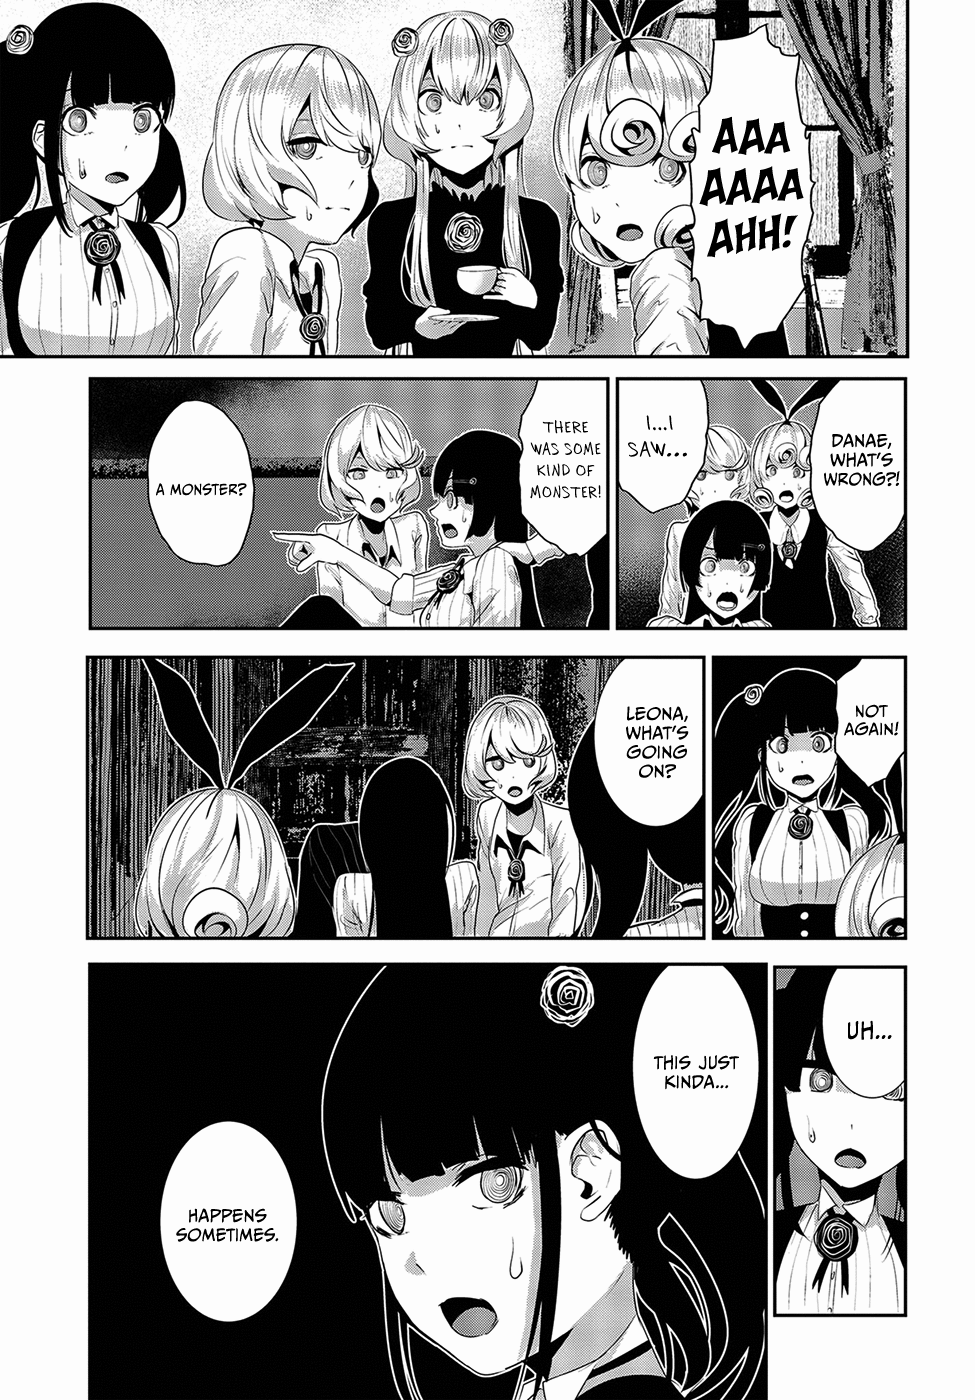 AAA
AAAAA
AHH!
DANAE,
WHAT'S
WRONG?!
I...I
SAW...
THERE
WAS SOME
KIND OF
MONSTER!
A MONSTER?
NOT
AGAIN!
LEONA,
WHAT'S
GOING
ON?
UH...
THIS JUST
KINDA...
HAPPENS
SOMETIMES.